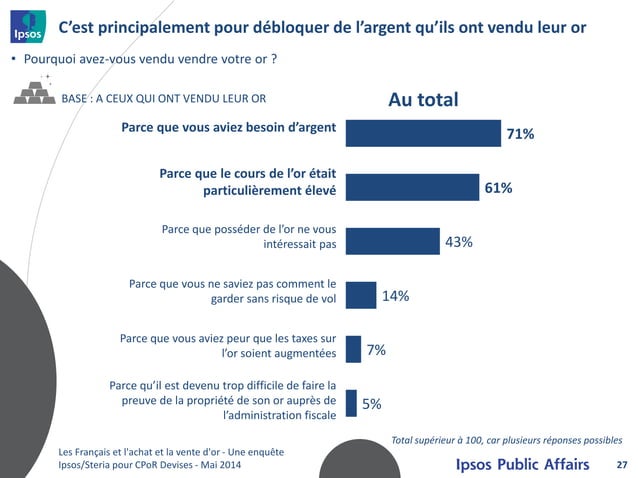 Ipsos
C’est principalement pour débloquer de l’argent qu’ils ont vendu leur or
• Pourquoi avez-vous vendu vendre votre or ?
BASE : A CEUX QUI ONT VENDU LEUR OR
Au total
Parce que vous aviez besoin d’argent
71%
Parce que le cours de l’or était
particulièrement élevé
61%
Parce que posséder de l’or ne vous
intéressait pas
43%
Parce que vous ne saviez pas comment le
garder sans risque de vol
14%
Parce que vous aviez peur que les taxes sur
l’or soient augmentées
7%
Parce qu’il est devenu trop difficile de faire la
preuve de la propriété de son or auprès de
l’administration fiscale
5%
Total supérieur à 100, car plusieurs réponses possibles
Les Français et l'achat et la vente d'or - Une enquête
Ipsos/Steria pour CPoR Devises - Mai 2014
Ipsos Public Affairs
27